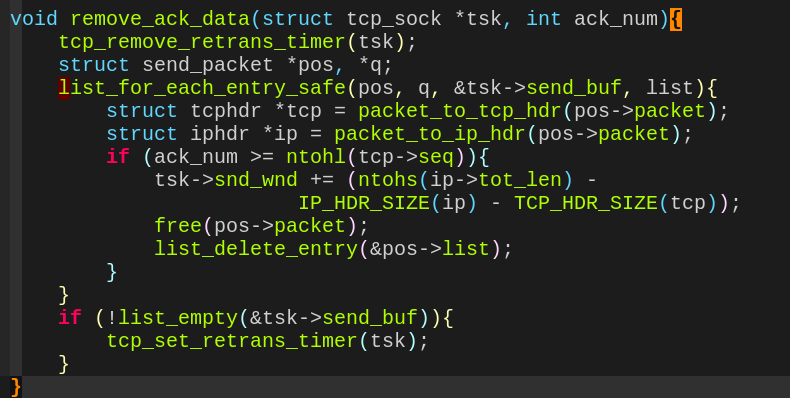 void remove_ack_data(struct tcp_sock *tsk, int ack_num){
    tcp_remove_retrans_timer(tsk);
    struct send_packet *pos, *q;
    list_for_each_entry_safe(pos, q, &tsk->send_buf, list){
        struct tcphdr *tcp = packet_to_tcp_hdr(pos->packet);
        struct iphdr *ip = packet_to_ip_hdr(pos->packet);
        if (ack_num >= ntohl(tcp->seq)){
            tsk->snd_wnd += (ntohs(ip->tot_len) -
                        IP_HDR_SIZE(ip) - TCP_HDR_SIZE(tcp));
            free(pos->packet);
            list_delete_entry(&pos->list);
        }
    }
    if (!list_empty(&tsk->send_buf)){
        tcp_set_retrans_timer(tsk);
    }
}